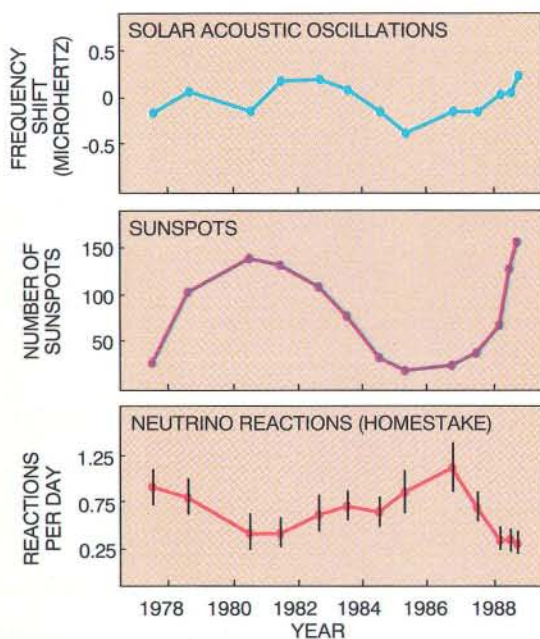 SOLAR ACOUSTIC OSCILLATIONS
FREQUENCY
SHIFT
(MICROHERTZ)
0.5
0
-0.5
SUNSPOTS
NUMBER OF
SUNSPOTS
150
100
50
NEUTRINO REACTIONS (HOMESTAKE)
REACTIONS
PER DAY
1.25
0.75
0.25
1978 1980 1982 1984 1986 1988
YEAR